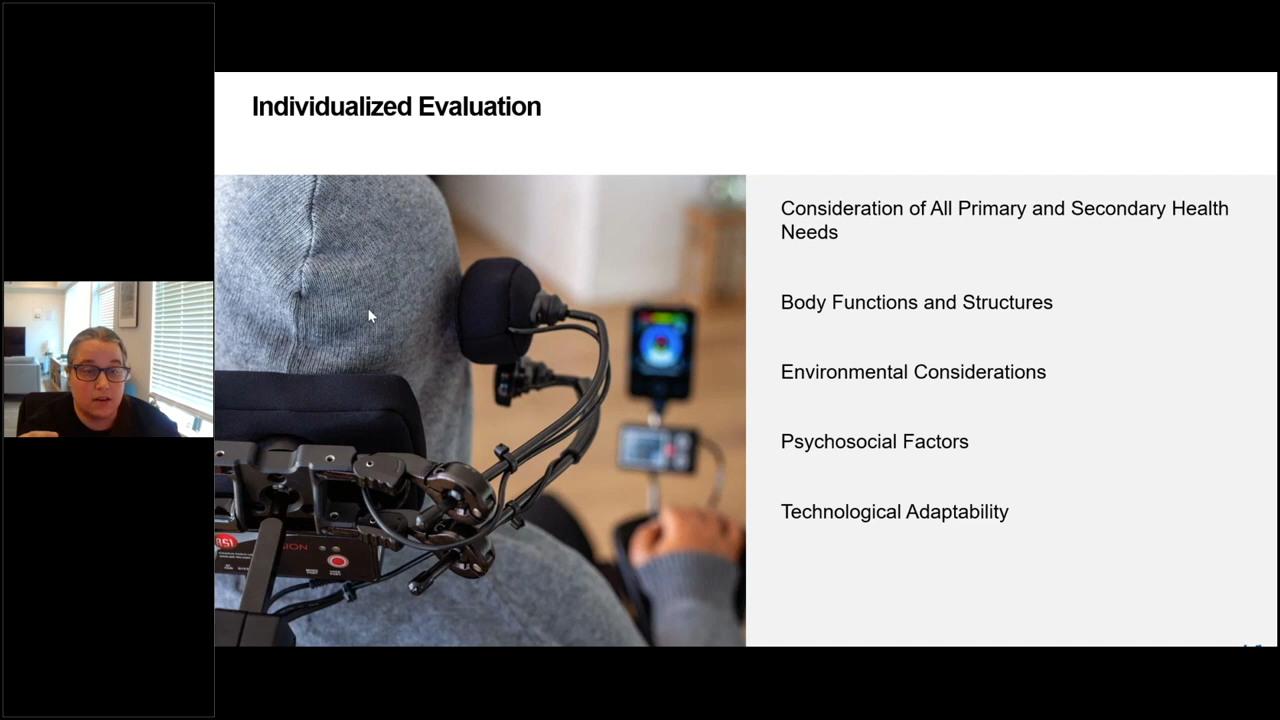 Individualized Evaluation
Consideration of All Primary and Secondary Health
Needs
Body Functions and Structures
Environmental Considerations
Psychosocial Factors
Technological Adaptability
ASI